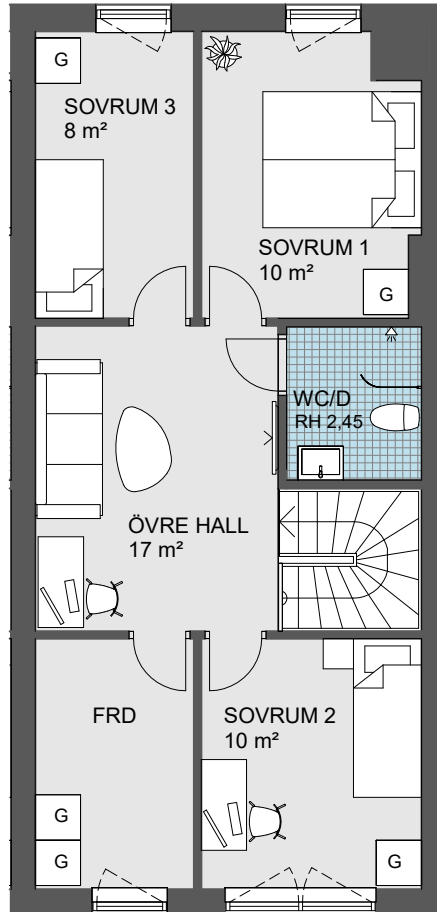 G
SOVRUM 3
8 m²
SOVRUM 1
10 m²
G
WC/D
RH 2,45
ÖVRE HALL
17 m²
FRD
SOVRUM 2
10 m²
G
G
G